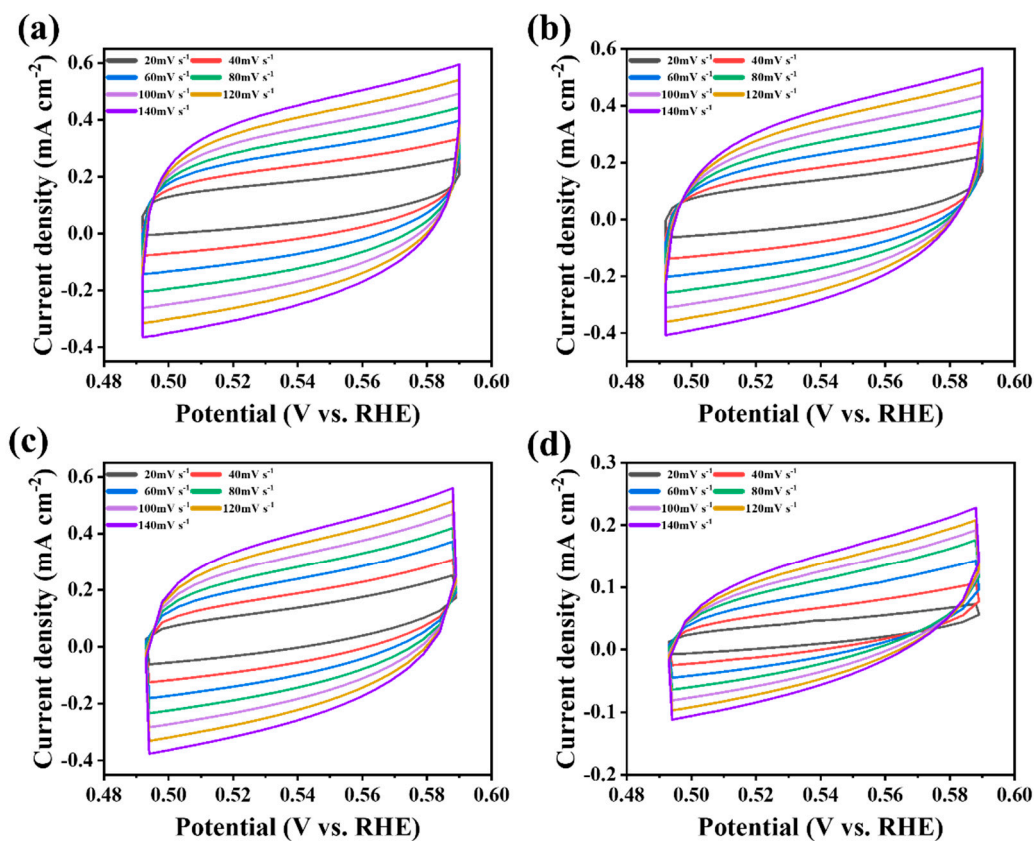 (a)
20mV s⁻¹ 40mV s⁻¹
60mV s⁻¹ 80mV s⁻¹
100mV s⁻¹ 120mV s⁻¹
140mV s⁻¹
0.6
0.4
0.2
0.0
-0.2
-0.4
Current density (mA cm⁻²)
0.48 0.50 0.52 0.54 0.56 0.58 0.60
Potential (V vs. RHE)
(b)
20mV s⁻¹ 40mV s⁻¹
60mV s⁻¹ 80mV s⁻¹
100mV s⁻¹ 120mV s⁻¹
140mV s⁻¹
0.6
0.4
0.2
0.0
-0.2
-0.4
Current density (mA cm⁻²)
0.48 0.50 0.52 0.54 0.56 0.58 0.60
Potential (V vs. RHE)
(c)
20mV s⁻¹ 40mV s⁻¹
60mV s⁻¹ 80mV s⁻¹
100mV s⁻¹ 120mV s⁻¹
140mV s⁻¹
0.6
0.4
0.2
0.0
-0.2
-0.4
Current density (mA cm⁻²)
0.48 0.50 0.52 0.54 0.56 0.58 0.60
Potential (V vs. RHE)
(d)
20mV s⁻¹ 40mV s⁻¹
60mV s⁻¹ 80mV s⁻¹
100mV s⁻¹ 120mV s⁻¹
140mV s⁻¹
0.3
0.2
0.1
0.0
-0.1
-0.2
Current density (mA cm⁻²)
0.48 0.50 0.52 0.54 0.56 0.58 0.60
Potential (V vs. RHE)